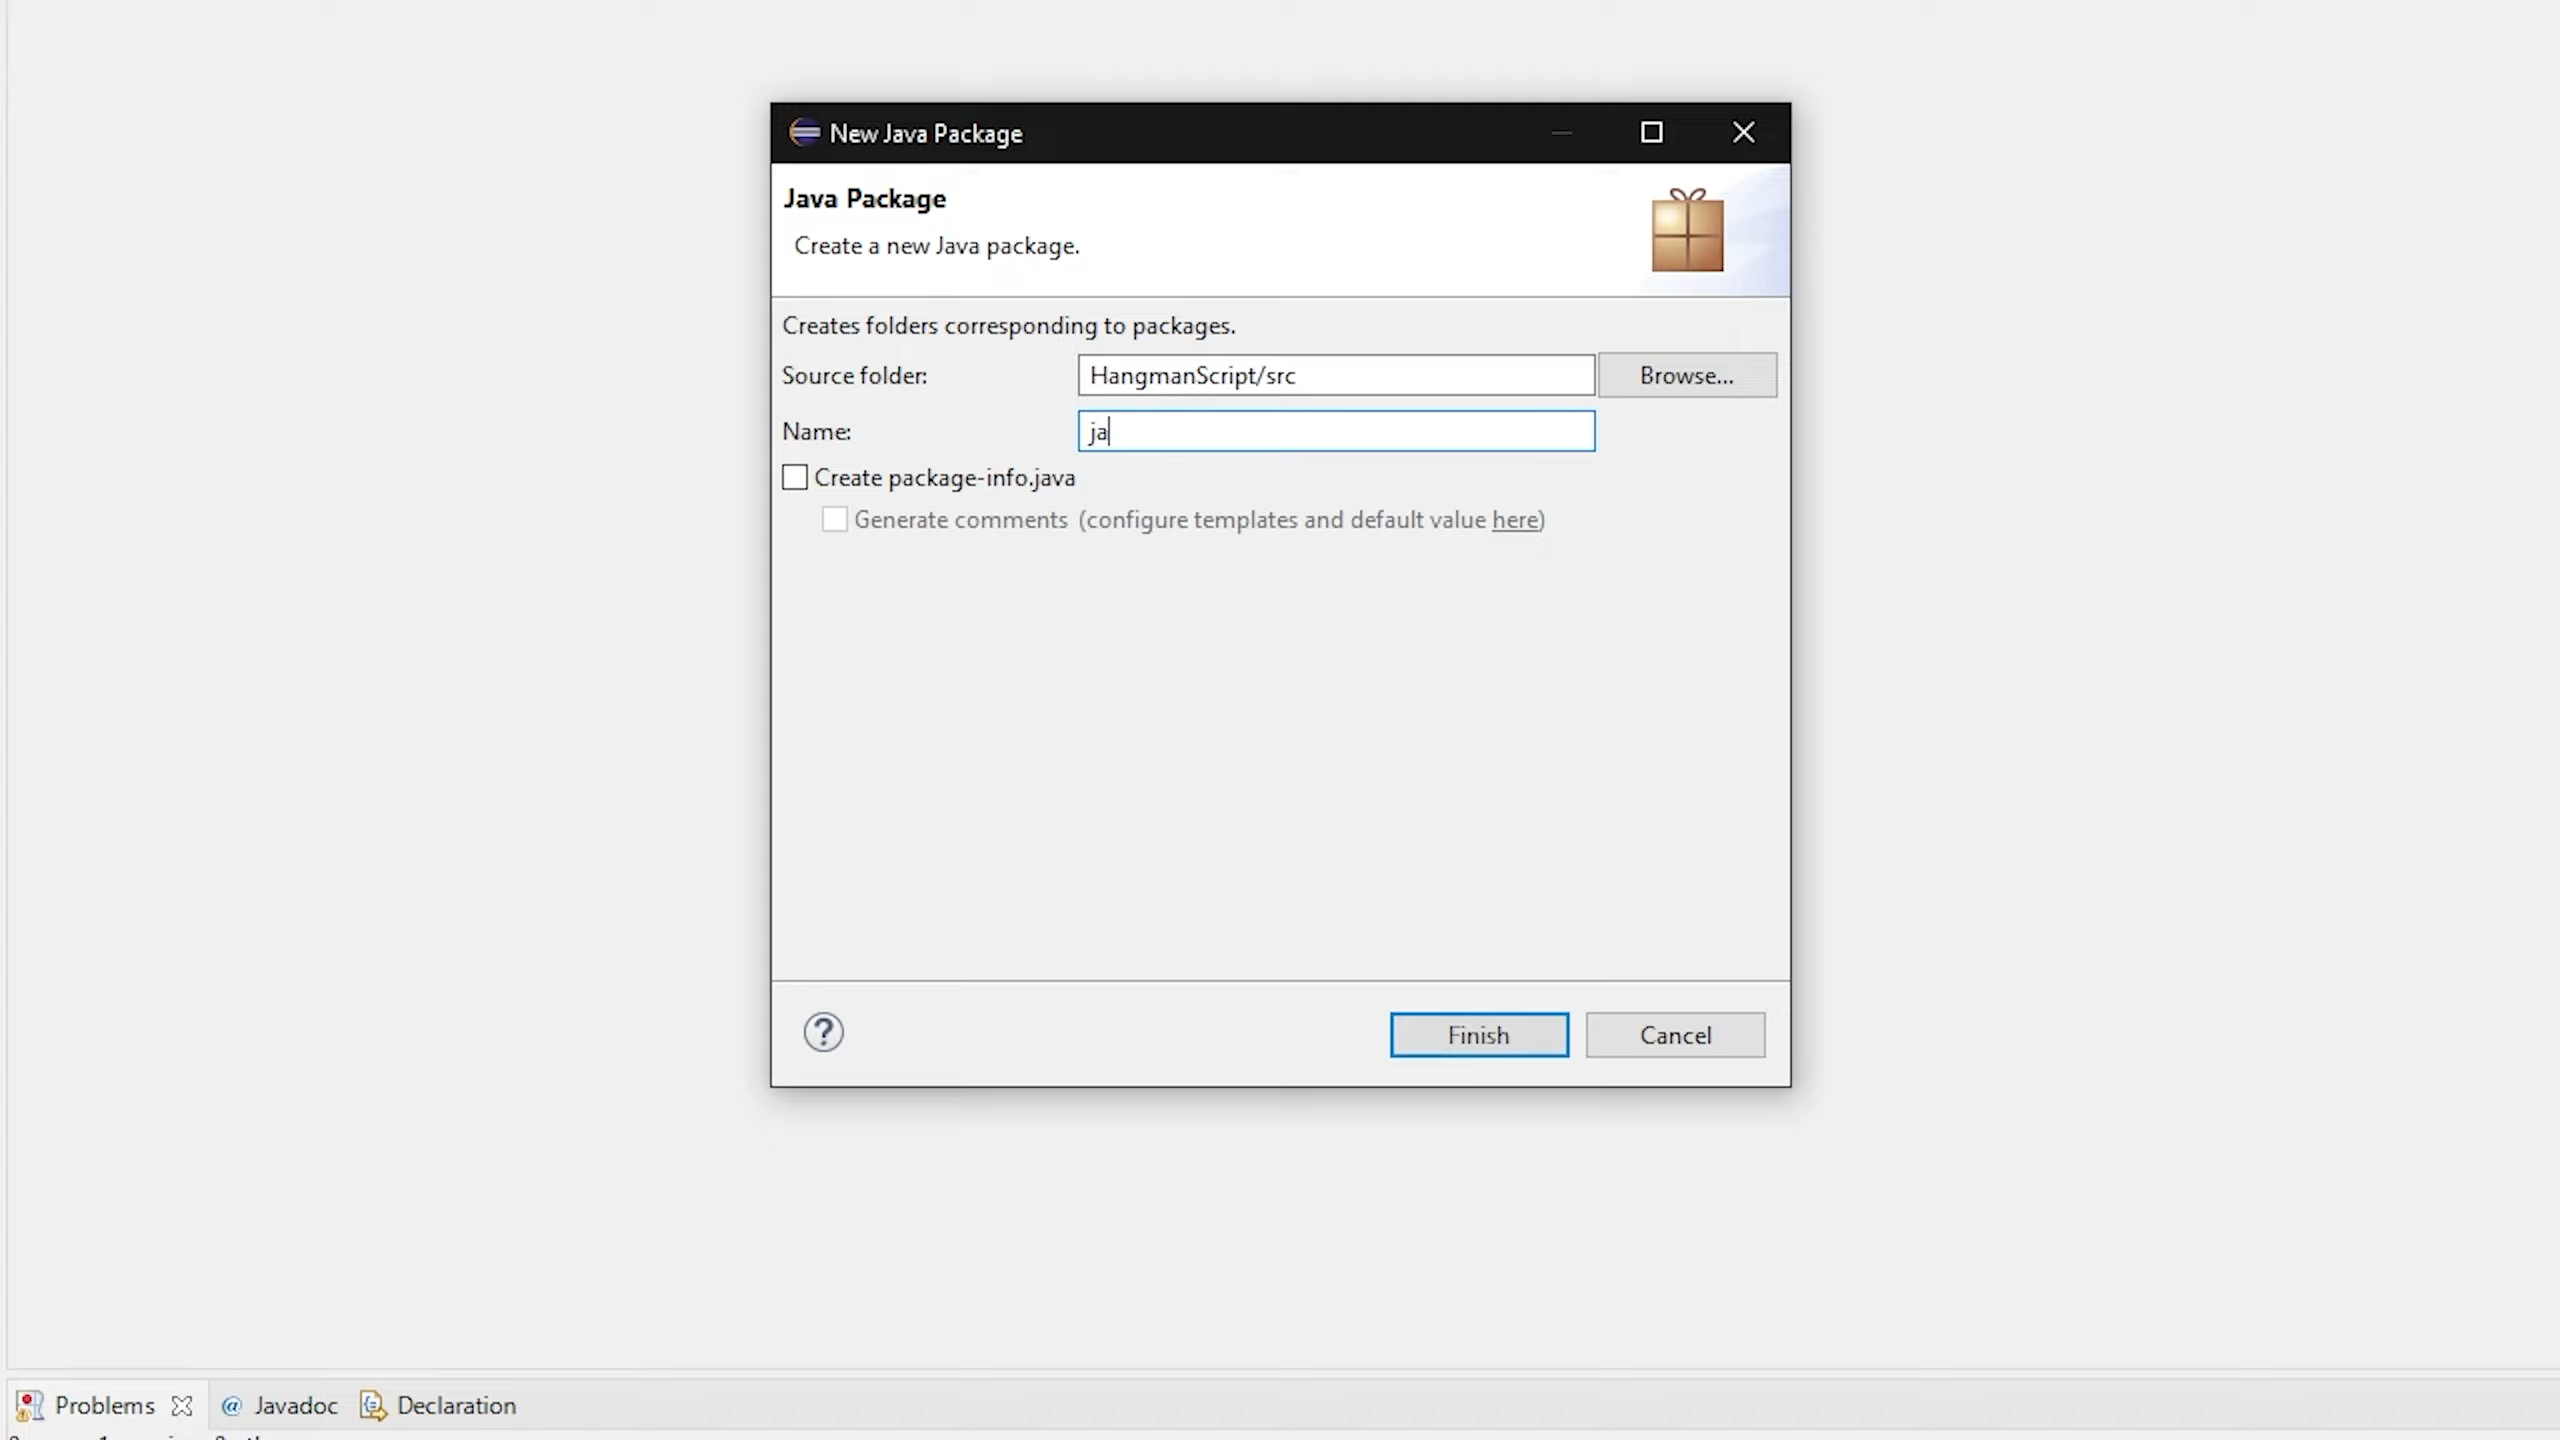 New Java Package
Java Package
Create a new Java package.
Creates folders corresponding to packages.
Source folder: HangmanScript/src Browse...
Name: ja
Create package-info.java
Generate comments (configure templates and default value here)
? Finish Cancel
Problems @ Javadoc Declaration